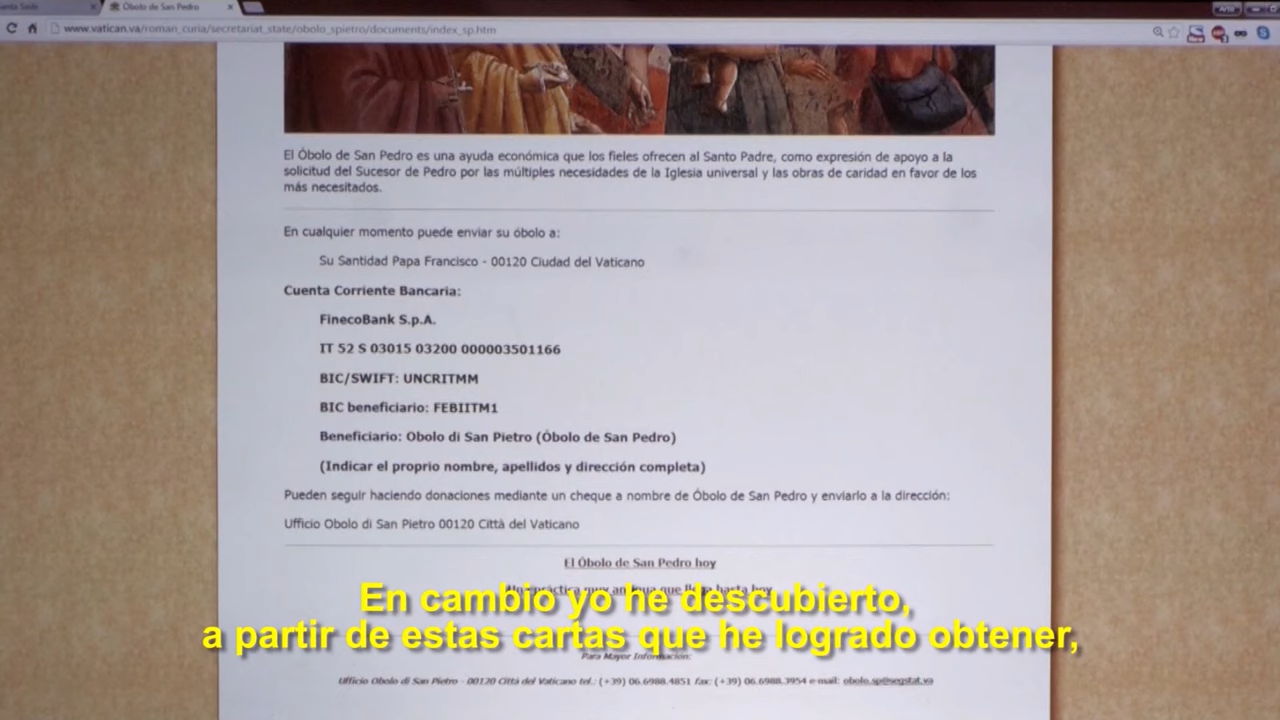 Óbolo de San Pedro
www.vatican.va/roman_curia/secretariat_state/obolo_spietro/documents/index_sp.htm
El Óbolo de San Pedro es una ayuda económica que los fieles ofrecen al Santo Padre, como expresión de apoyo a la
solicitud del Sucesor de Pedro por las múltiples necesidades de la Iglesia universal y las obras de caridad en favor de los
más necesitados.
En cualquier momento puede enviar su óbolo a:
Su Santidad Papa Francisco - 00120 Ciudad del Vaticano
Cuenta Corriente Bancaria:
FinecoBank S.p.A.
IT 52 S 03015 03200 000003501166
BIC/SWIFT: UNCRITMM
BIC beneficiario: FEBIITM1
Beneficiario: Obolo di San Pietro (Óbolo de San Pedro)
(Indicar el proprio nombre, apellidos y dirección completa)
Pueden seguir haciendo donaciones mediante un cheque a nombre de Óbolo de San Pedro y enviarlo a la dirección:
Ufficio Obolo di San Pietro 00120 Città del Vaticano
El Óbolo de San Pedro hoy
Una práctica muy antigua que llega hasta hoy
En cambio yo he descubierto,
a partir de estas cartas que he logrado obtener,
Para Mayor Información:
Ufficio Obolo di San Pietro - 00120 Città del Vaticano tel.: (+39) 06.6988.4851 fax: (+39) 06.6988.3954 e-mail: obolo.sp@segstat.va